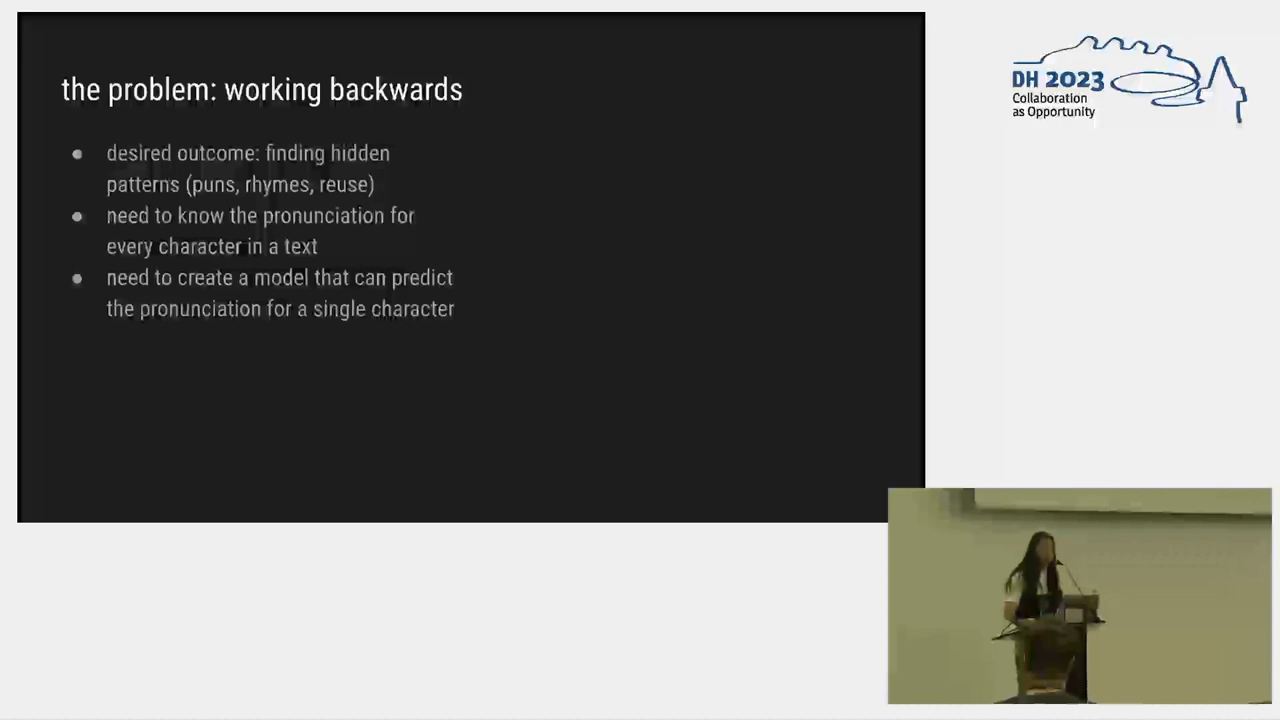 the problem: working backwards
● desired outcome: finding hidden
patterns (puns, rhymes, reuse)
● need to know the pronunciation for
every character in a text
● need to create a model that can predict
the pronunciation for a single character
DH 2023
Collaboration
as Opportunity